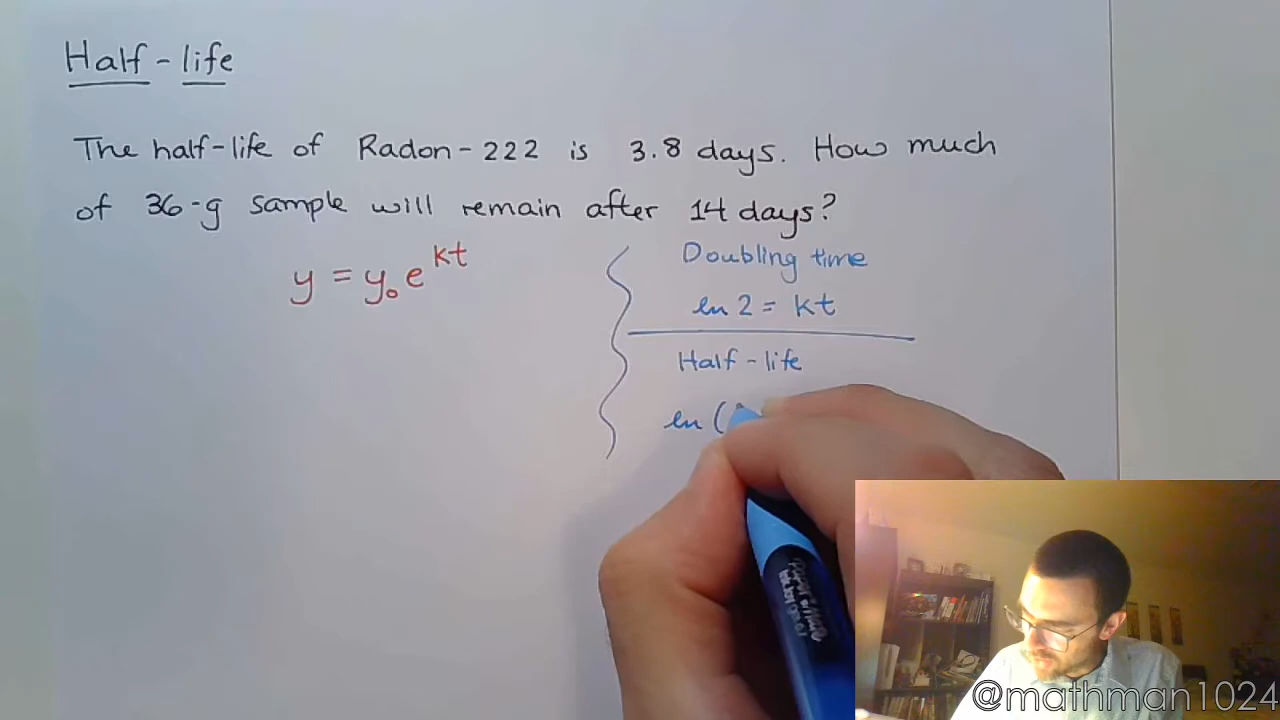 Half-life
The half-life of Radon-222 is 3.8 days. How much
of 36-g sample will remain after 14 days?
y = y₀e^kt
Doubling time
ln 2 = kt
Half-life
ln (
@mathman1024